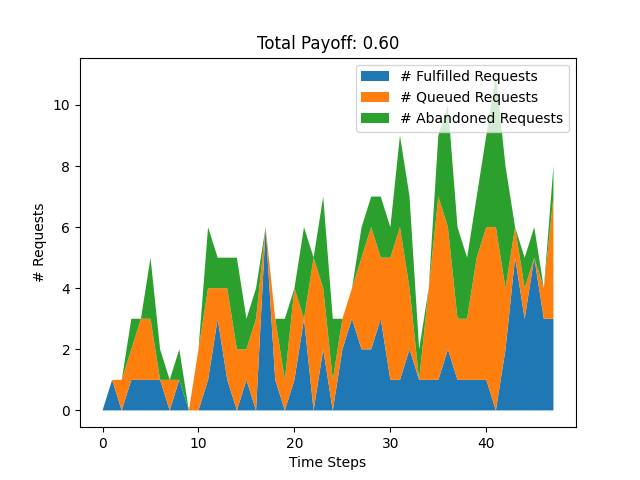 Total Payoff: 0.60
# Fulfilled Requests
# Queued Requests
# Abandoned Requests
# Requests
10
8
6
4
2
0
0 10 20 30 40
Time Steps